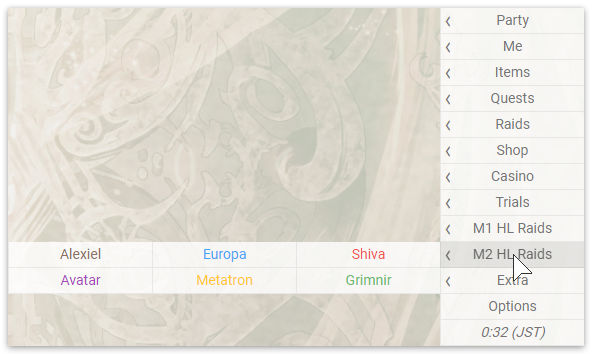 Party
Me
Items
Quests
Raids
Shop
Casino
Trials
M1 HL Raids
Alexiel Europa Shiva M2 HL Raids
Avatar Metatron Grimnir Extra
Options
0:32 (JST)